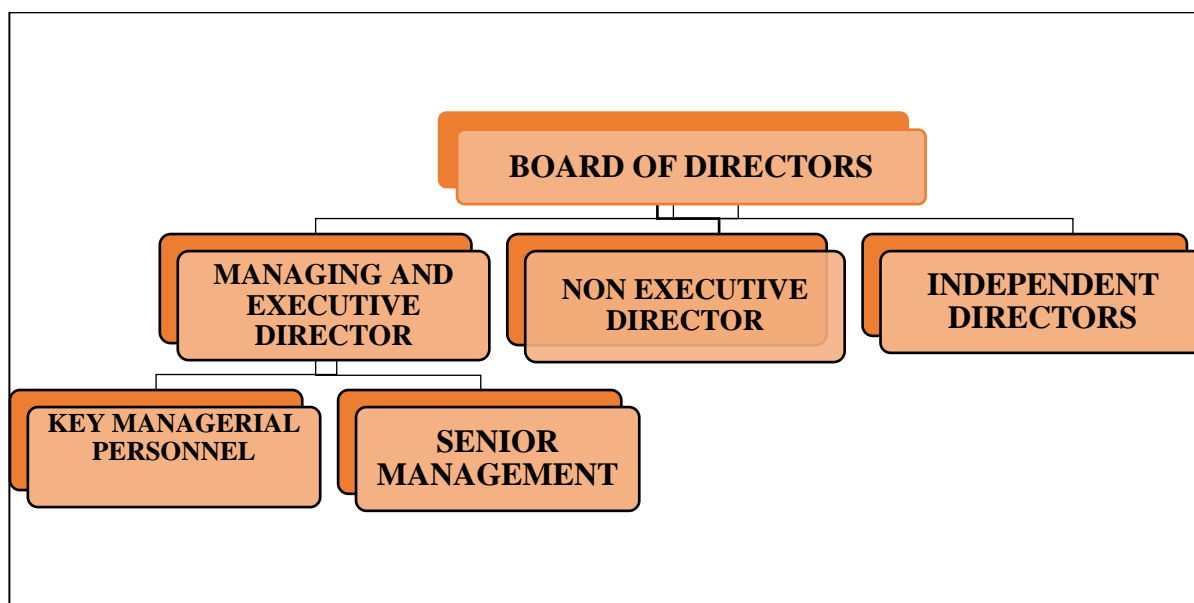 BOARD OF DIRECTORS
MANAGING AND
EXECUTIVE
DIRECTOR
NON EXECUTIVE
DIRECTOR
INDEPENDENT
DIRECTORS
KEY MANAGERIAL
PERSONNEL
SENIOR
MANAGEMENT